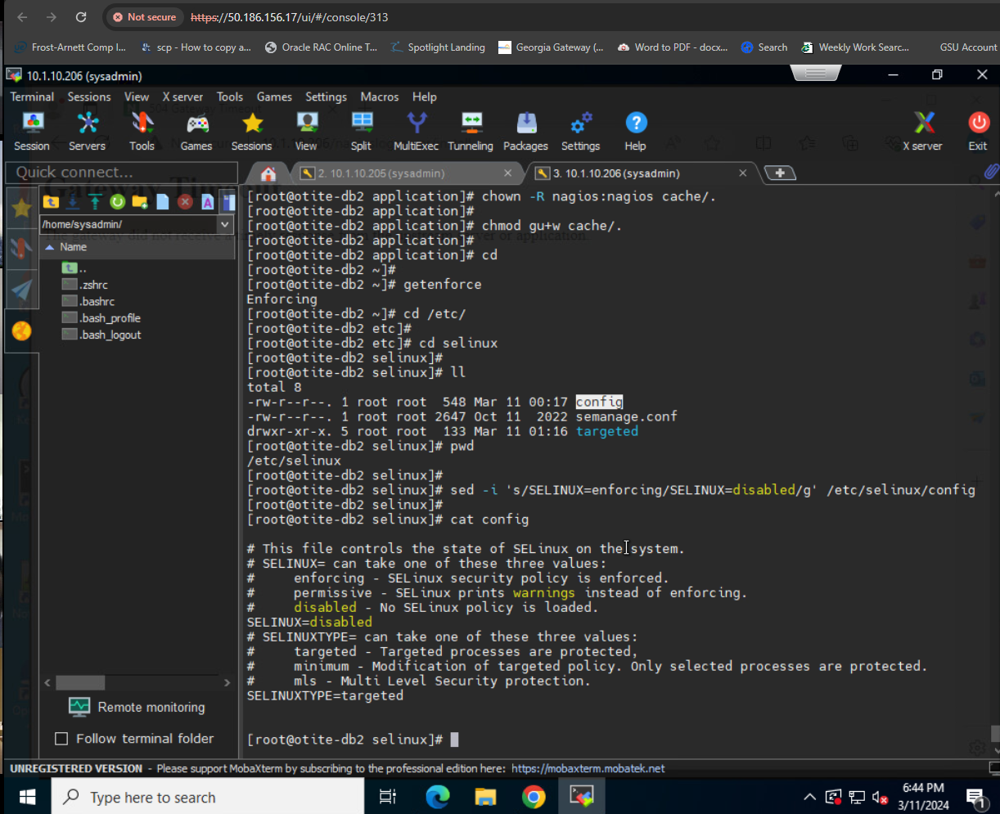 Not secure https://50.186.156.17/ui/#/console/313
Frost-Arnett Comp I... scp - How to copy a... Oracle RAC Online T... Spotlight Landing Georgia Gateway (... Word to PDF - docx... Search Weekly Work Searc... GSU Account
10.1.10.206 (sysadmin)
Terminal Sessions View X server Tools Games Settings Macros Help
Session Servers Tools Games Sessions View Split MultiExec Tunneling Packages Settings Help X server Exit
Quick connect...
2. 10.1.10.205 (sysadmin) 3. 10.1.10.206 (sysadmin)
/home/sysadmin/
Name
..
.zshrc
.bashrc
.bash_profile
.bash_logout
Remote monitoring
Follow terminal folder
[root@otite-db2 application]# chown -R nagios:nagios cache/.
[root@otite-db2 application]#
[root@otite-db2 application]# chmod gu+w cache/.
[root@otite-db2 application]#
[root@otite-db2 application]# cd
[root@otite-db2 ~]#
[root@otite-db2 ~]# getenforce
Enforcing
[root@otite-db2 ~]# cd /etc/
[root@otite-db2 etc]#
[root@otite-db2 etc]# cd selinux
[root@otite-db2 selinux]#
[root@otite-db2 selinux]# ll
total 8
-rw-r--r--. 1 root root  548 Mar 11 00:17 config
-rw-r--r--. 1 root root 2647 Oct 11  2022 semanage.conf
drwxr-xr-x. 5 root root  133 Mar 11 01:16 targeted
[root@otite-db2 selinux]# pwd
/etc/selinux
[root@otite-db2 selinux]#
[root@otite-db2 selinux]# sed -i 's/SELINUX=enforcing/SELINUX=disabled/g' /etc/selinux/config
[root@otite-db2 selinux]#
[root@otite-db2 selinux]# cat config
# This file controls the state of SELinux on the system.
# SELINUX= can take one of these three values:
#     enforcing - SELinux security policy is enforced.
#     permissive - SELinux prints warnings instead of enforcing.
#     disabled - No SELinux policy is loaded.
SELINUX=disabled
# SELINUXTYPE= can take one of these three values:
#     targeted - Targeted processes are protected,
#     minimum - Modification of targeted policy. Only selected processes are protected.
#     mls - Multi Level Security protection.
SELINUXTYPE=targeted
[root@otite-db2 selinux]#
UNREGISTERED VERSION - Please support MobaXterm by subscribing to the professional edition here: https://mobaxterm.mobatek.net
Type here to search
6:44 PM
3/11/2024
1